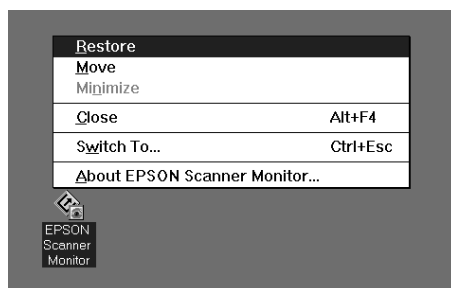 Restore
Move
Minimize
Close Alt+F4
Switch To... Ctrl+Esc
About EPSON Scanner Monitor...
EPSON
Scanner
Monitor